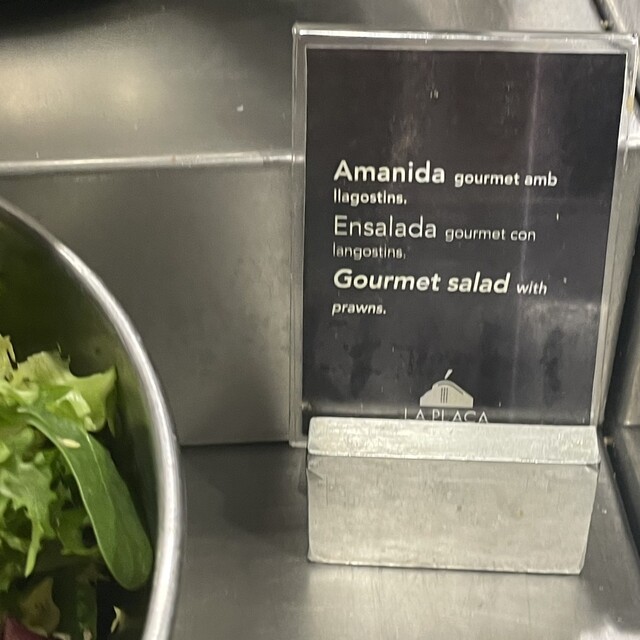 Amanida gourmet amb
llagostins.
Ensalada gourmet con
langostins.
Gourmet salad with
prawns.
LA PLAÇA